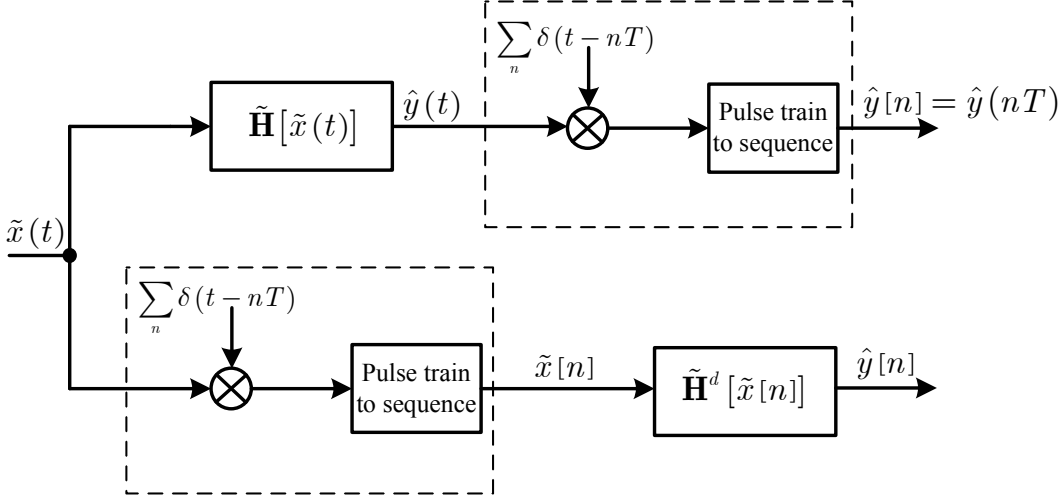 ∑ₙ δ(t − nT)
H̃[x̃(t)]
ŷ(t)
Pulse train
to sequence
ŷ[n] = ŷ(nT)
x̃(t)
∑ₙ δ(t − nT)
Pulse train
to sequence
x̃[n]
H̃ᵈ[x̃[n]]
ŷ[n]